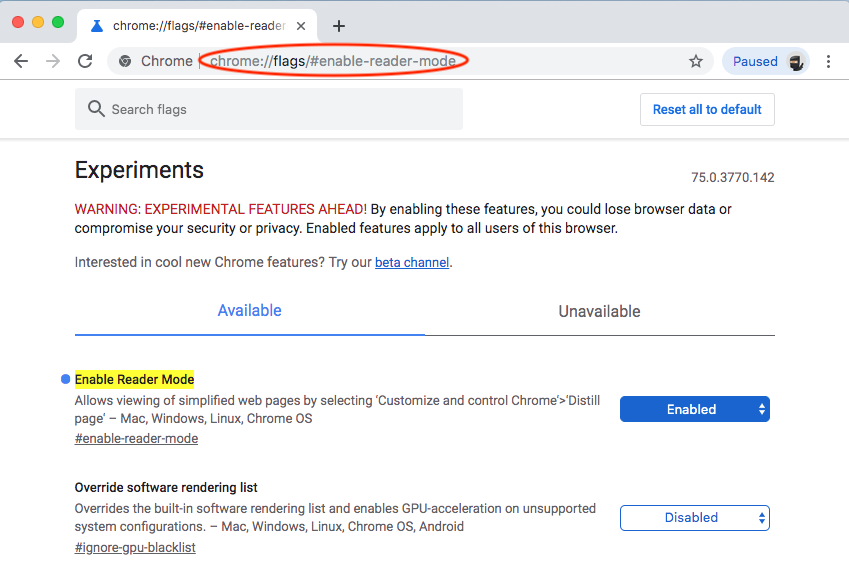 chrome://flags/#enable-reader
Chrome
chrome://flags/#enable-reader-mode
Paused
Search flags
Reset all to default
Experiments
75.0.3770.142
WARNING: EXPERIMENTAL FEATURES AHEAD! By enabling these features, you could lose browser data or
compromise your security or privacy. Enabled features apply to all users of this browser.
Interested in cool new Chrome features? Try our beta channel.
Available
Unavailable
Enable Reader Mode
Allows viewing of simplified web pages by selecting 'Customize and control Chrome'>'Distill
page' – Mac, Windows, Linux, Chrome OS
#enable-reader-mode
Enabled
Override software rendering list
Overrides the built-in software rendering list and enables GPU-acceleration on unsupported
system configurations. – Mac, Windows, Linux, Chrome OS, Android
#ignore-gpu-blacklist
Disabled